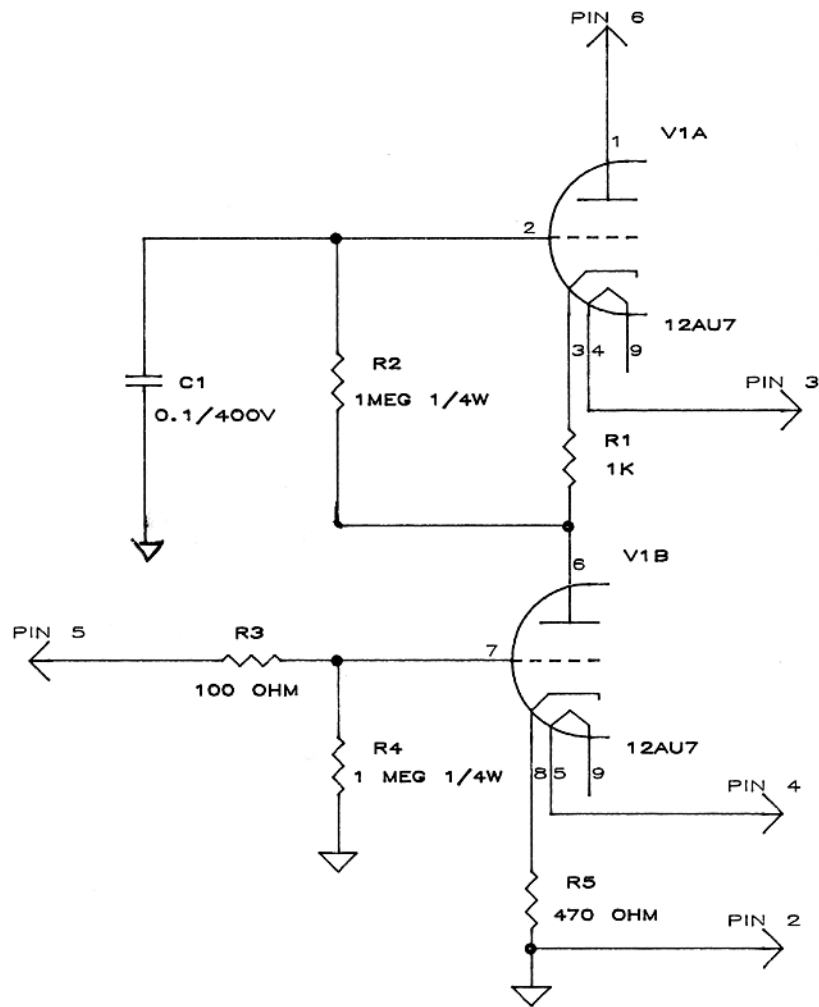 PIN 6
1
V1A
2
12AU7
3 4 9
PIN 3
C1
0.1/400V
R2
1MEG 1/4W
R1
1K
6
V1B
PIN 5
R3
100 OHM
7
12AU7
R4
1 MEG 1/4W
8 5 9
PIN 4
R5
470 OHM
PIN 2